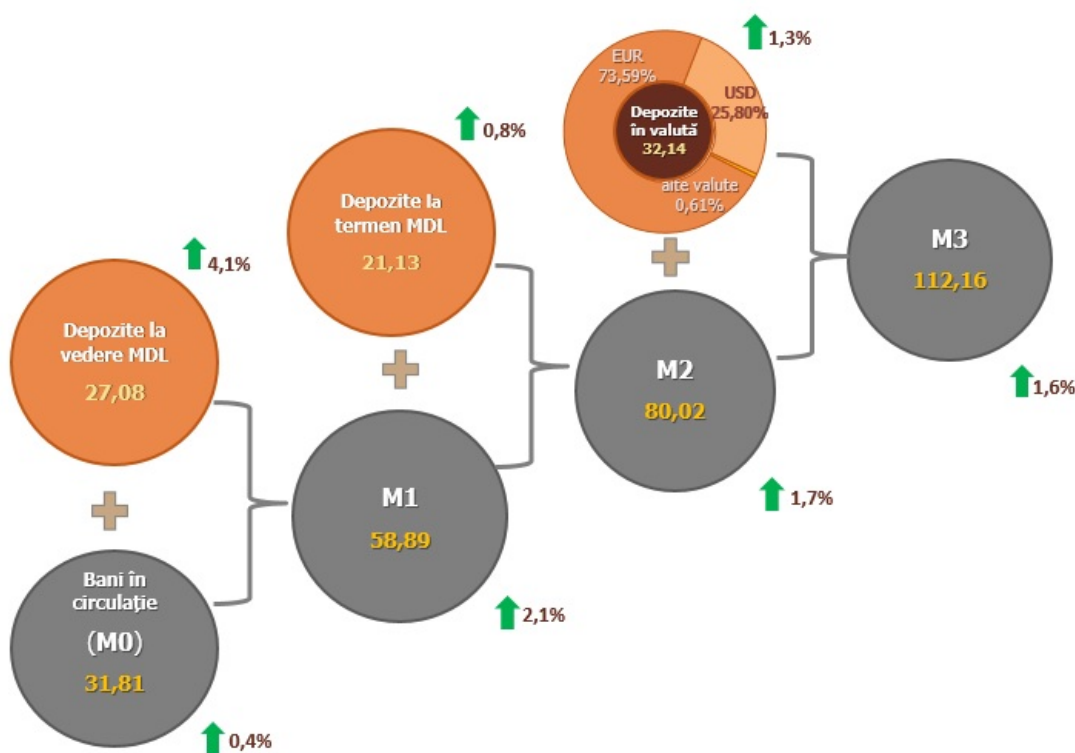 Depozite la
vedere MDL
27,08
4,1%
Bani în
circulație
(M0)
31,81
0,4%
Depozite la
termen MDL
21,13
0,8%
M1
58,89
2,1%
EUR
73,59%
USD
25,80%
alte valute
0,61%
Depozite
în valută
32,14
1,3%
M2
80,02
1,7%
M3
112,16
1,6%